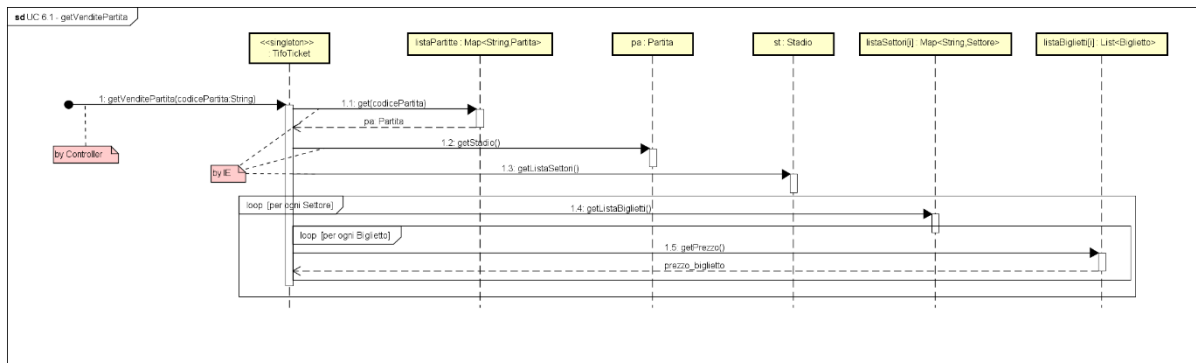 sd UC 6.1 - getVenditePartita
<<singleton>>
: TifoTicket
listaPartitte : Map<String,Partita>
pa : Partita
st : Stadio
listaSettori[i] : Map<String,Settore>
listaBiglietti[i] : List<Biglietto>
1: getVenditePartita(codicePartita:String)
1.1: get(codicePartita)
pa: Partita
by Controller
1.2: getStadio()
by IE
1.3: getListaSettori()
loop [per ogni Settore]
1.4: getListaBiglietti()
loop [per ogni Biglietto]
1.5: getPrezzo()
prezzo_biglietto